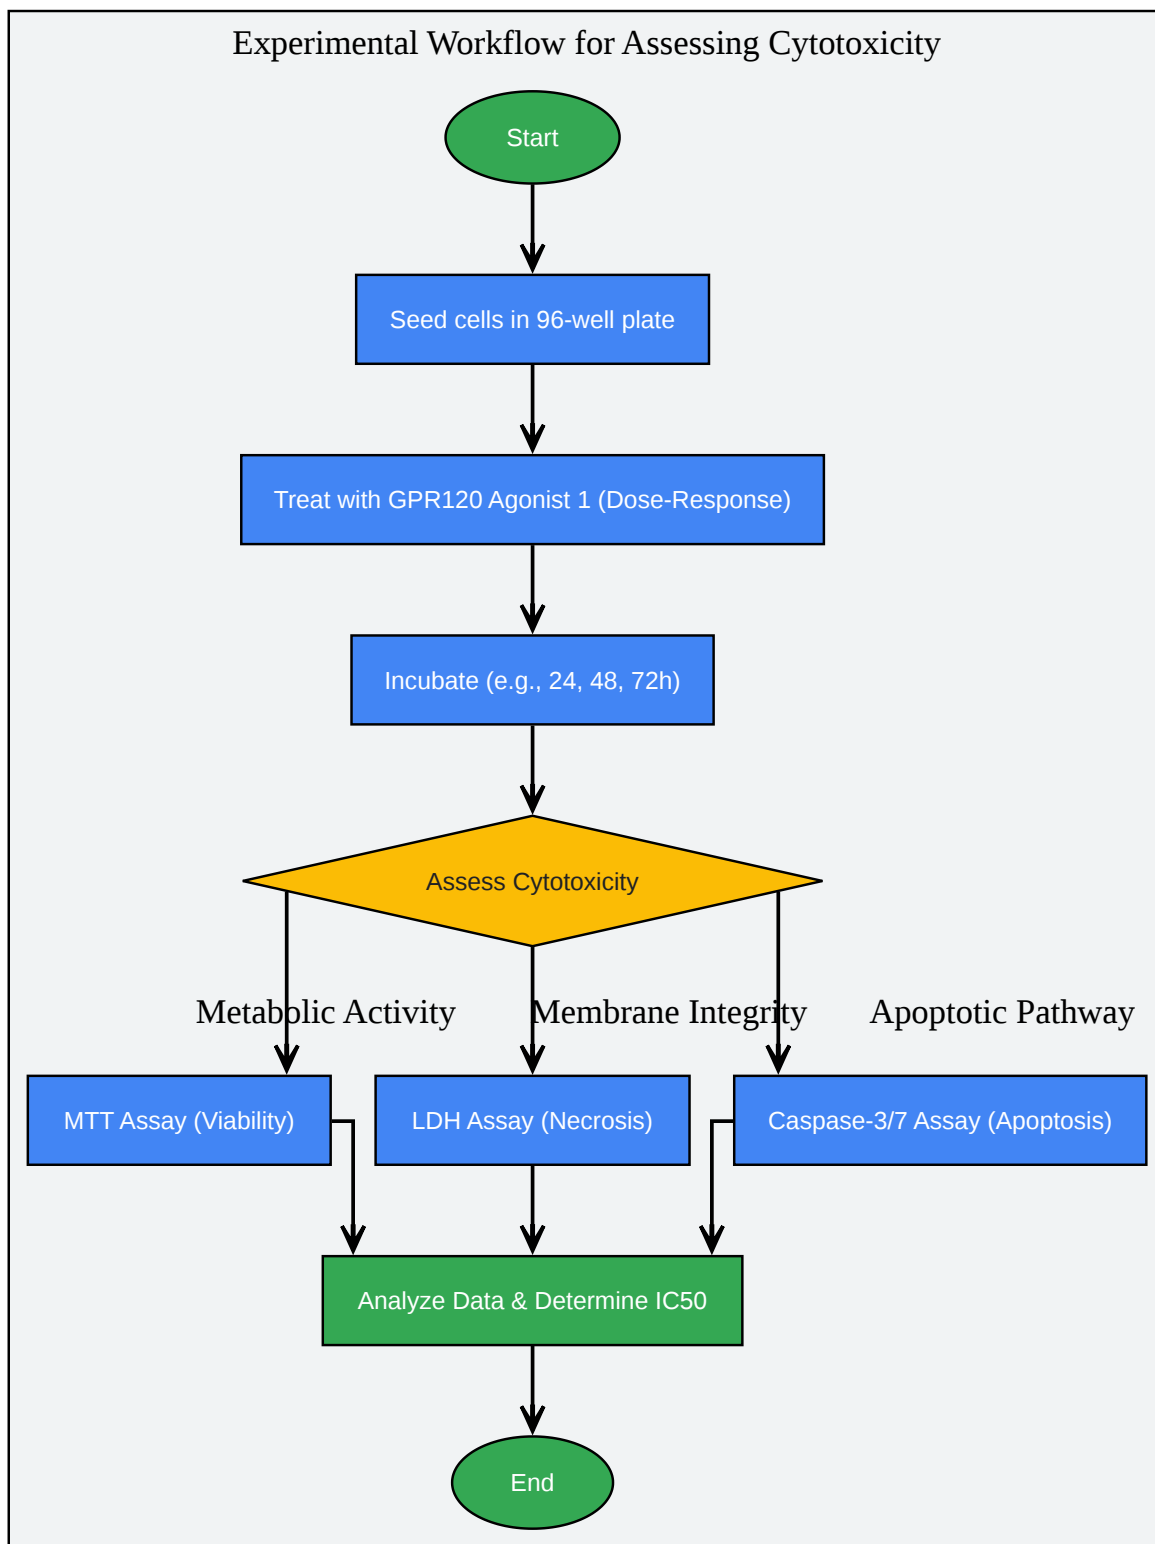 Experimental Workflow for Assessing Cytotoxicity
Start
Seed cells in 96-well plate
Treat with GPR120 Agonist 1 (Dose-Response)
Incubate (e.g., 24, 48, 72h)
Assess Cytotoxicity
Metabolic Activity
Membrane Integrity
Apoptotic Pathway
MTT Assay (Viability)
LDH Assay (Necrosis)
Caspase-3/7 Assay (Apoptosis)
Analyze Data & Determine IC50
End